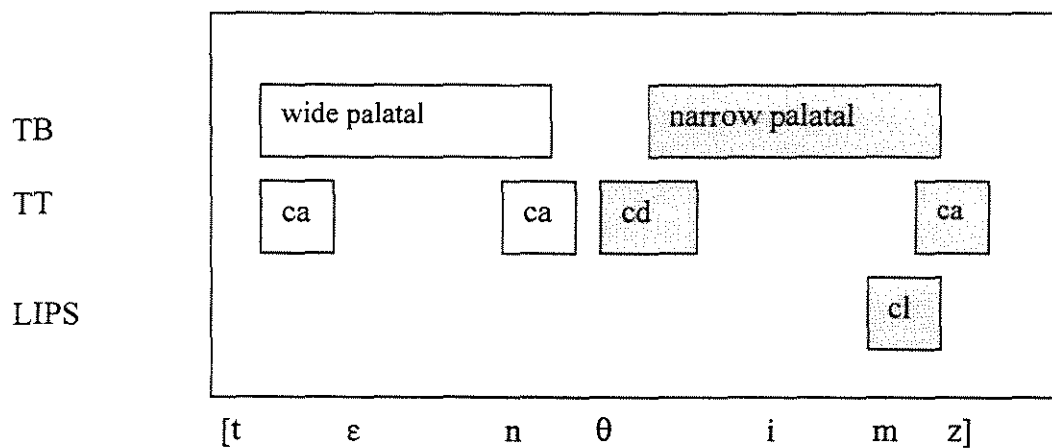 TB wide palatal narrow palatal
TT ca ca cd ca
LIPS cl
[t ɛ n θ i m z]